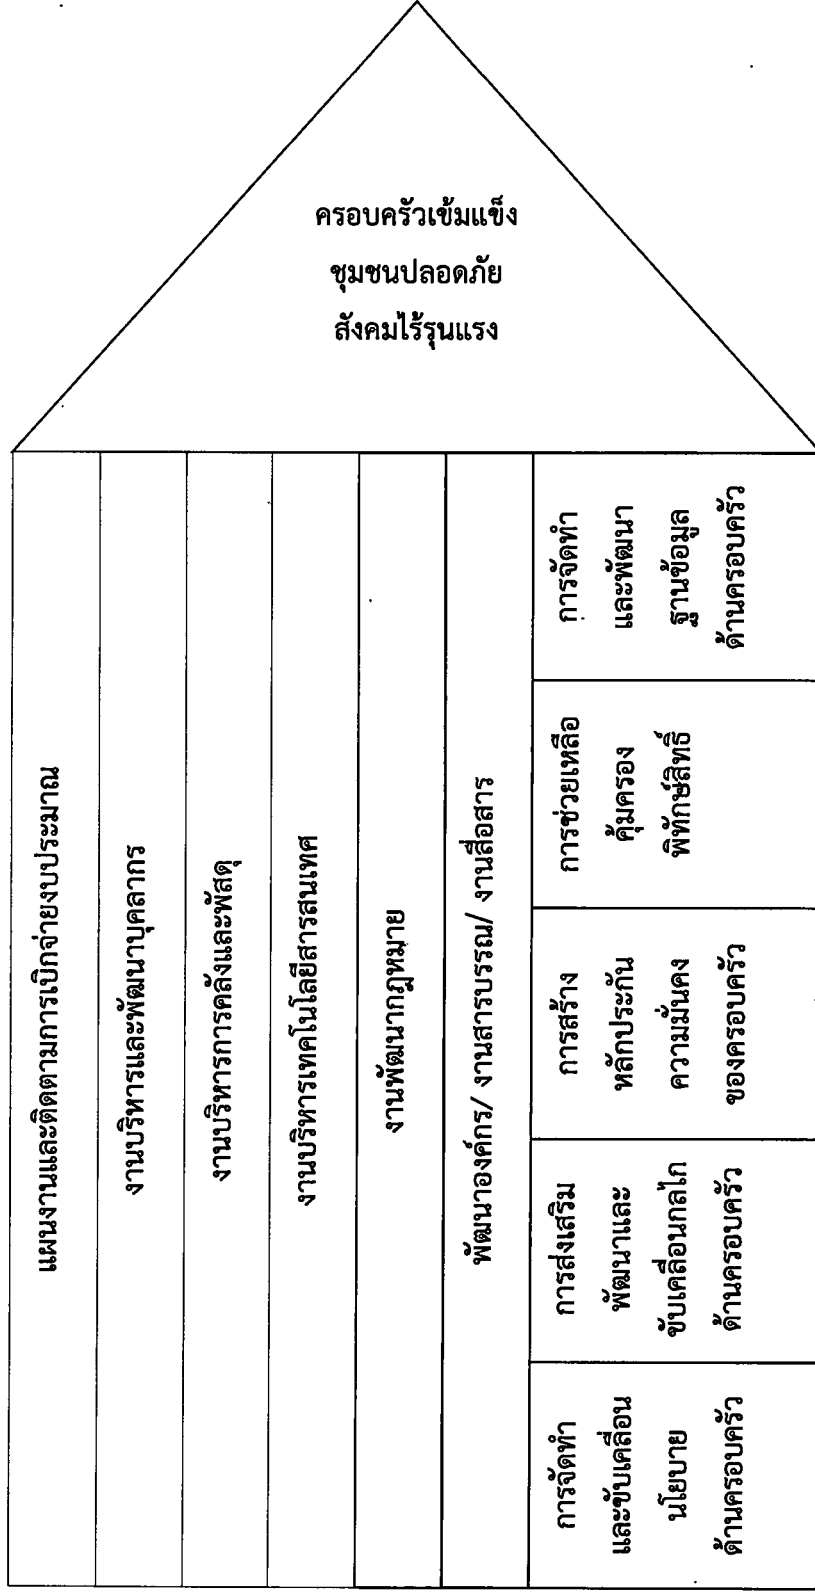 ครอบครัวเข้มแข็ง
ชุมชนปลอดภัย
สังคมไร้รุนแรง
แผนงานและติดตามการเบิกจ่ายงบประมาณ
งานบริหารและพัฒนาบุคลากร
งานบริหารการคลังและพัสดุ
งานบริหารเทคโนโลยีสารสนเทศ
งานพัฒนากฎหมาย
พัฒนาองค์กร/ งานสารบรรณ/ งานสื่อสาร
การจัดทำ
และขับเคลื่อน
นโยบาย
ด้านครอบครัว
การส่งเสริม
พัฒนาและ
ขับเคลื่อนกลไก
ด้านครอบครัว
การสร้าง
หลักประกัน
ความมั่นคง
ของครอบครัว
การช่วยเหลือ
คุ้มครอง
พิทักษ์สิทธิ์
การจัดทำ
และพัฒนา
ฐานข้อมูล
ด้านครอบครัว